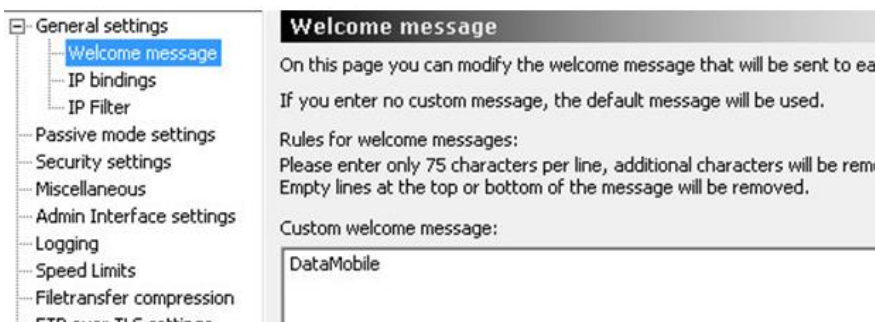 General settings
Welcome message
IP bindings
IP Filter
Passive mode settings
Security settings
Miscellaneous
Admin Interface settings
Logging
Speed Limits
Filetransfer compression
Welcome message
On this page you can modify the welcome message that will be sent to ea
If you enter no custom message, the default message will be used.
Rules for welcome messages:
Please enter only 75 characters per line, additional characters will be rem
Empty lines at the top or bottom of the message will be removed.
Custom welcome message:
DataMobile